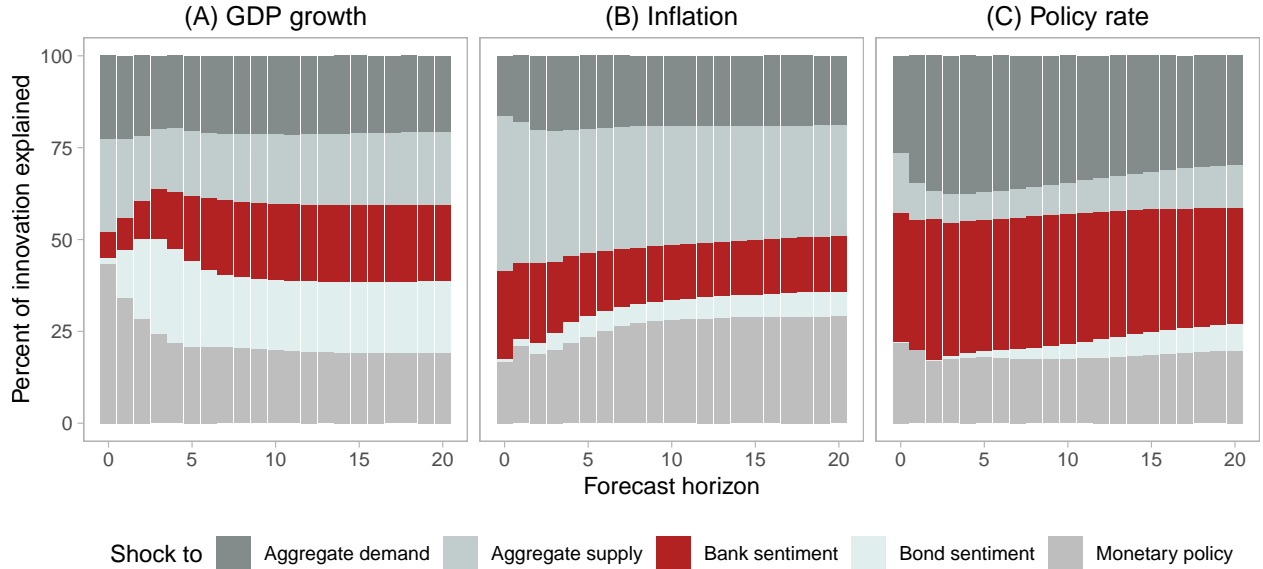 (A) GDP growth
(B) Inflation
(C) Policy rate
Percent of innovation explained
100
75
50
25
0
0 5 10 15 20
0 5 10 15 20
0 5 10 15 20
Forecast horizon
Shock to Aggregate demand Aggregate supply Bank sentiment Bond sentiment Monetary policy